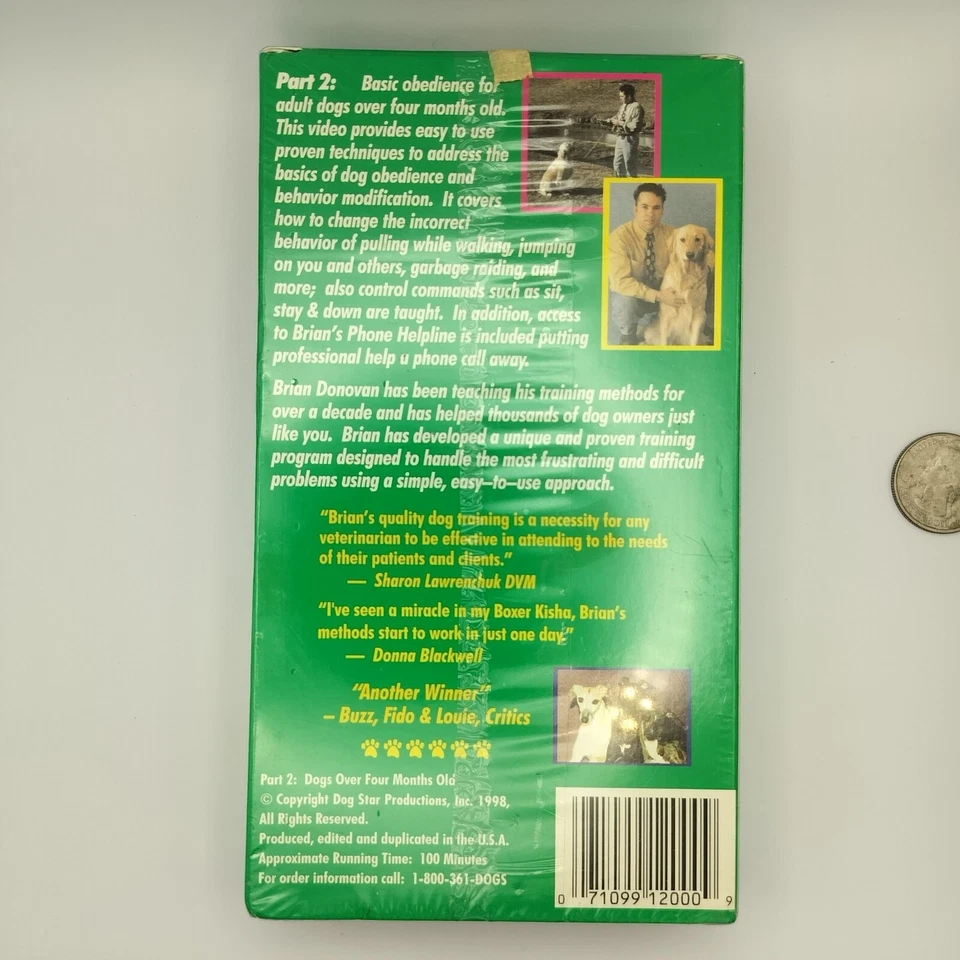 Part 2: Basic obedience for
adult dogs over four months old.
This video provides easy to use
proven techniques to address the
basics of dog obedience and
behavior modification. It covers
how to change the incorrect
behavior of pulling while walking, jumping
on you and others, garbage raiding, and
more; also control commands such as sit,
stay & down are taught. In addition, access
to Brian's Phone Helpline is included putting
professional help a phone call away.
Brian Donovan has been teaching his training methods for
over a decade and has helped thousands of dog owners just
like you. Brian has developed a unique and proven training
program designed to handle the most frustrating and difficult
problems using a simple, easy–to–use approach.
"Brian's quality dog training is a necessity for any
veterinarian to be effective in attending to the needs
of their patients and clients."
— Sharon Lawrenchuk DVM
"I've seen a miracle in my Boxer Kisha, Brian's
methods start to work in just one day."
— Donna Blackwell
"Another Winner"
– Buzz, Fido & Louie, Critics
Part 2: Dogs Over Four Months Old
© Copyright Dog Star Productions, Inc. 1998,
All Rights Reserved.
Produced, edited and duplicated in the U.S.A.
Approximate Running Time: 100 Minutes
For order information call: 1-800-361-DOGS
0 71099 12000 9